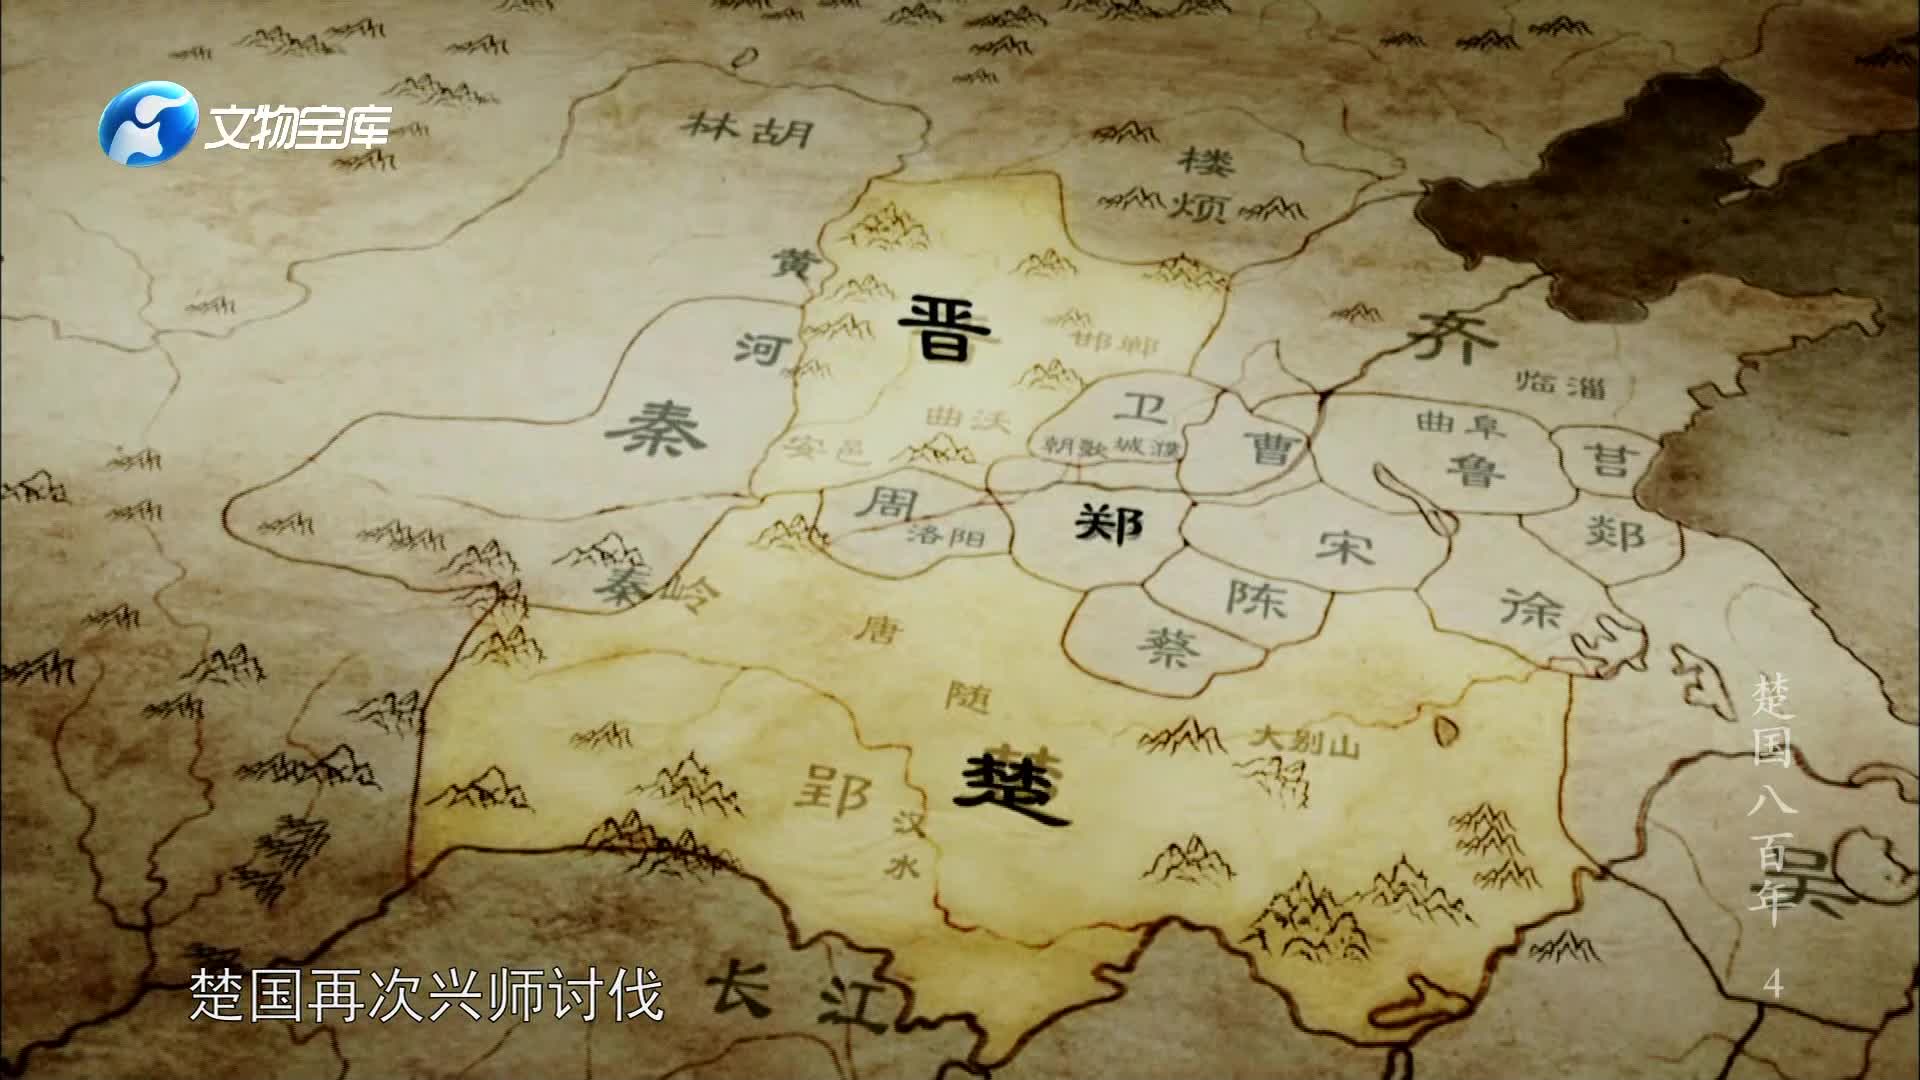 文物宝库
林胡
楼烦
黄河
晋
邯郸
齐
临淄
秦
曲沃
安邑
卫
朝歌
城濮
曹
曲阜
鲁
莒
周
洛阳
郑
宋
郯
秦岭
陈
徐
蔡
唐
随
楚
大别山
郢
汉水
吴
长江
楚国八百年 4
楚国再次兴师讨伐